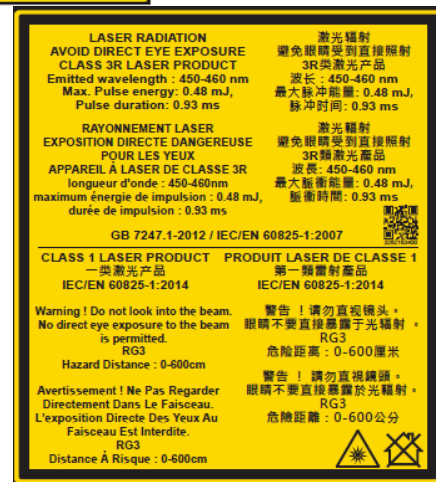 LASER RADIATION
AVOID DIRECT EYE EXPOSURE
CLASS 3R LASER PRODUCT
Emitted wavelength : 450-460 nm
Max. Pulse energy: 0.48 mJ,
Pulse duration: 0.93 ms
激光辐射
避免眼睛受到直接照射
3R类激光产品
波长 : 450-460 nm
最大脉冲能量: 0.48 mJ,
脉冲时间: 0.93 ms
RAYONNEMENT LASER
EXPOSITION DIRECTE DANGEREUSE
POUR LES YEUX
APPAREIL À LASER DE CLASSE 3R
longueur d'onde : 450-460nm
maximum énergie de impulsion : 0.48 mJ,
durée de impulsion : 0.93 ms
激光輻射
避免眼睛受到直接照射
3R類激光產品
波長: 450-460 nm
最大脈衝能量: 0.48 mJ,
脈衝時間: 0.93 ms
GB 7247.1-2012 / IEC/EN 60825-1:2007
3262183400
CLASS 1 LASER PRODUCT
一类激光产品
IEC/EN 60825-1:2014
PRODUIT LASER DE CLASSE 1
第一類雷射產品
IEC/EN 60825-1:2014
Warning ! Do not look into the beam.
No direct eye exposure to the beam
is permitted.
RG3
Hazard Distance : 0-600cm
警告 ！请勿直视镜头。
眼睛不要直接暴露于光辐射 。
RG3
危险距离 : 0-600厘米
Avertissement ! Ne Pas Regarder
Directement Dans Le Faisceau.
L'exposition Directe Des Yeux Au
Faisceau Est Interdite.
RG3
Distance À Risque : 0-600cm
警告 ！ 請勿直視鏡頭。
眼睛不要直接暴露於光輻射。
RG3
危險距離 : 0-600公分